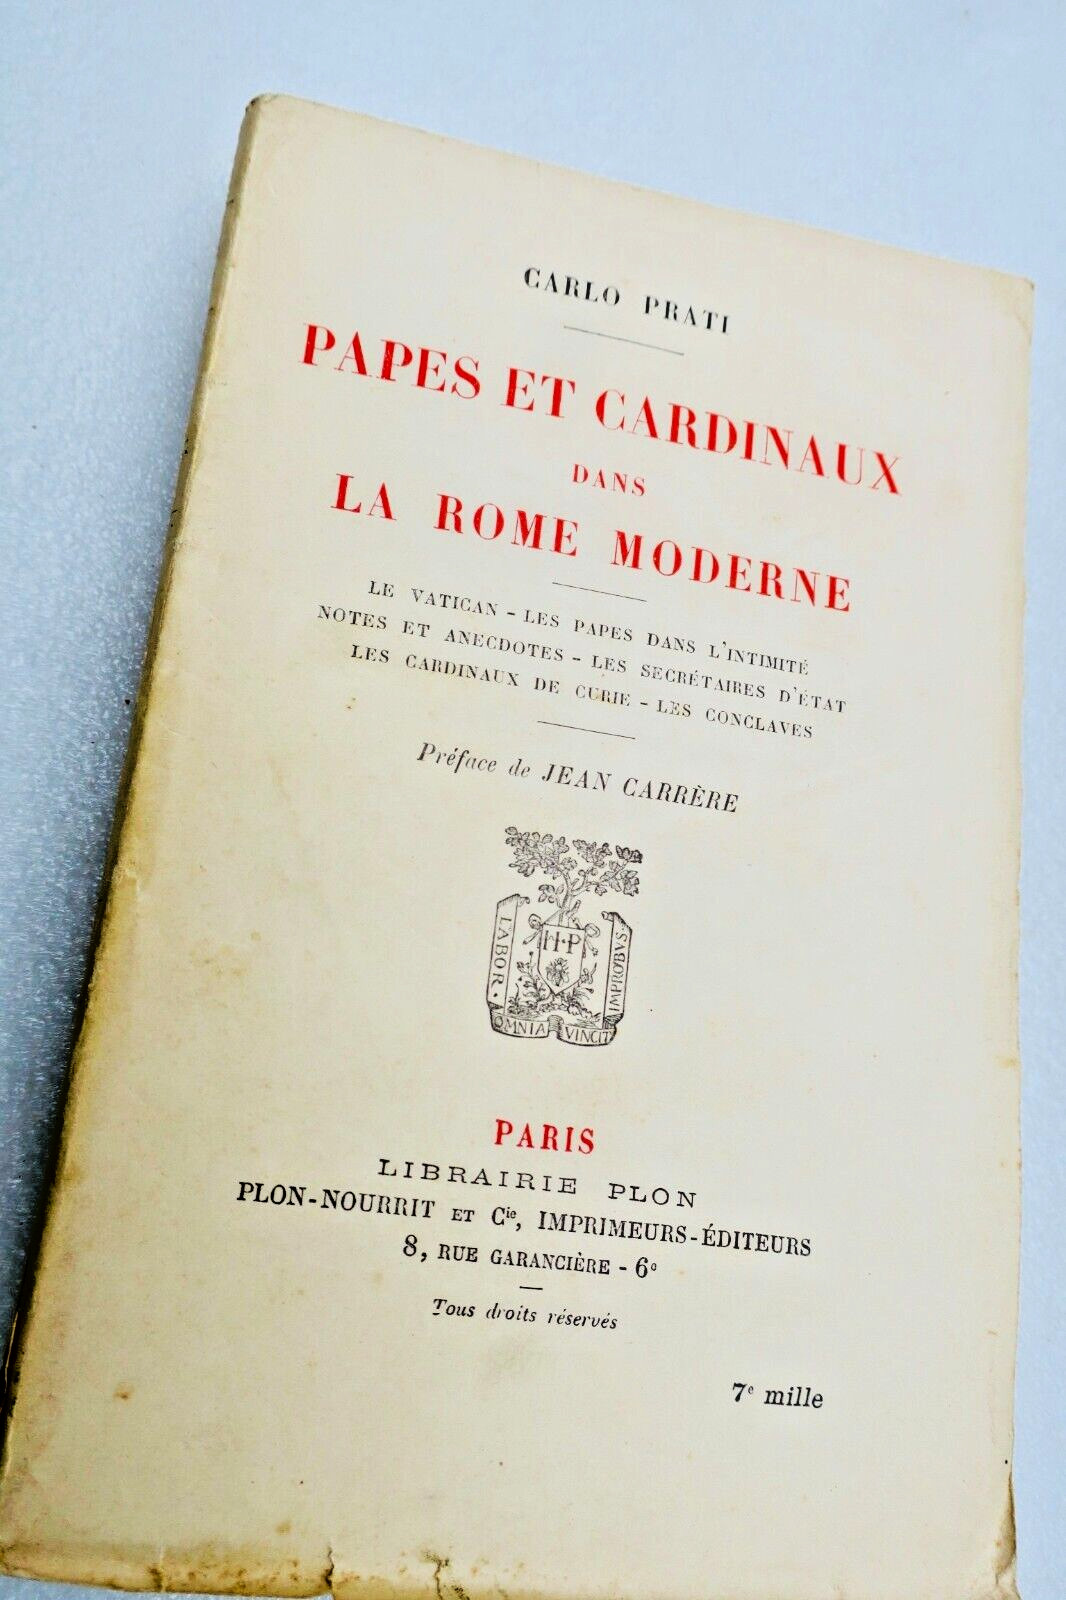 CARLO PRATI
PAPES ET CARDINAUX
DANS
LA ROME MODERNE
LE VATICAN – LES PAPES DANS L'INTIMITÉ
NOTES ET ANECDOTES – LES SECRÉTAIRES D'ÉTAT
LES CARDINAUX DE CURIE – LES CONCLAVES
Préface de JEAN CARRÈRE
H·P
LABOR·
OMNIA VINCIT
IMPROBVS·
PARIS
LIBRAIRIE PLON
PLON-NOURRIT ET Cie, IMPRIMEURS-ÉDITEURS
8, RUE GARANCIÈRE - 6e
Tous droits réservés
7e mille